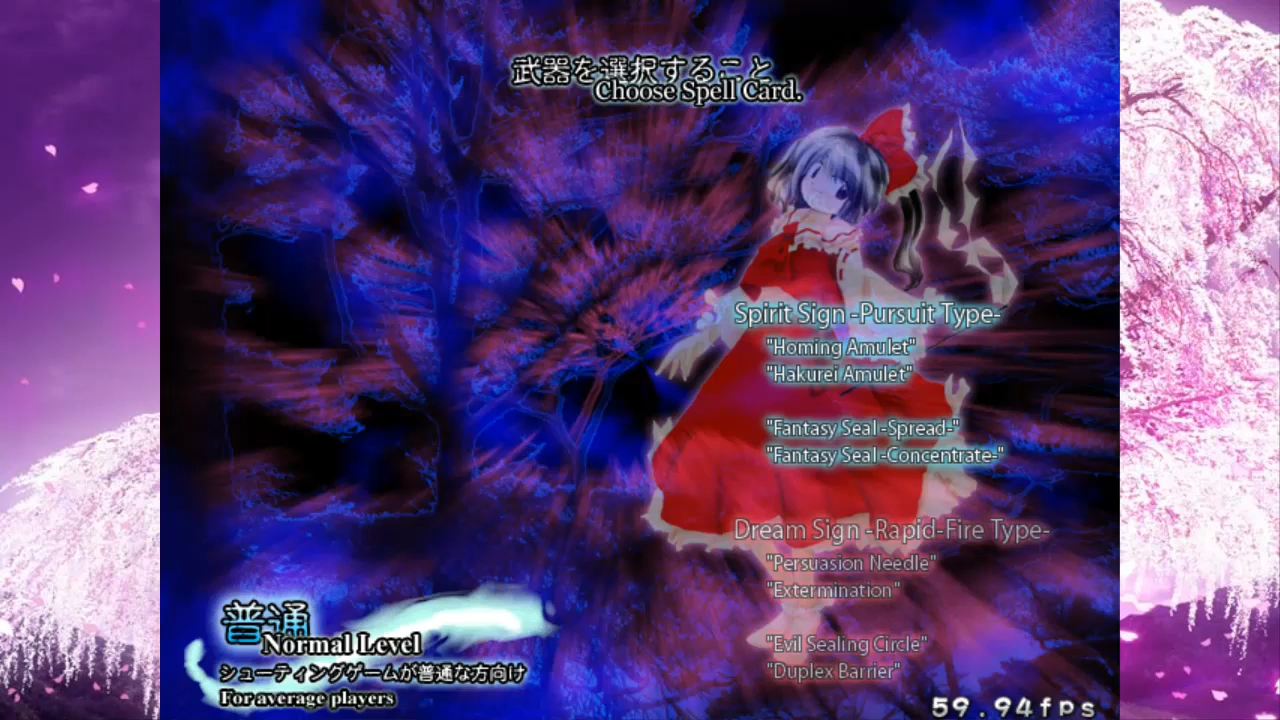 武器を選択すること
Choose Spell Card.
Spirit Sign -Pursuit Type-
"Homing Amulet"
"Hakurei Amulet"
"Fantasy Seal -Spread-"
"Fantasy Seal -Concentrate-"
Dream Sign -Rapid-Fire Type-
"Persuasion Needle"
"Extermination"
"Evil Sealing Circle"
"Duplex Barrier"
普通
Normal Level
シューティングゲームが普通な方向け
For average players
59.94fps